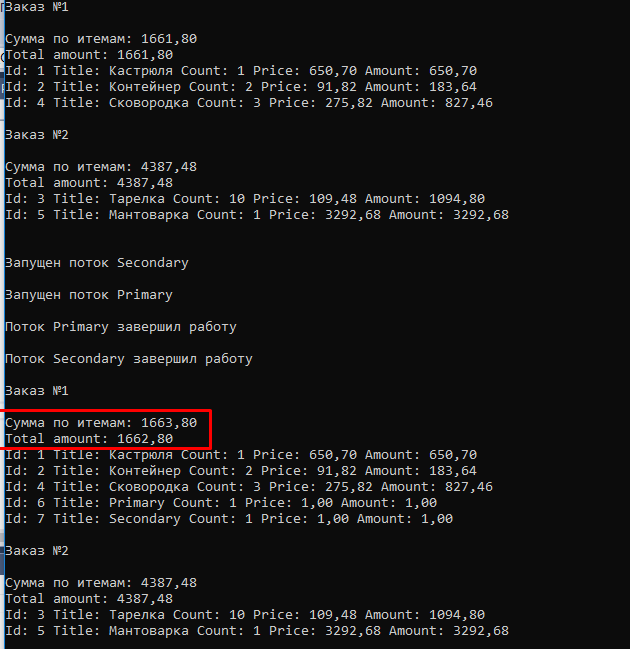 Заказ №1
Сумма по итемам: 1661,80
Total amount: 1661,80
Id: 1 Title: Кастрюля Count: 1 Price: 650,70 Amount: 650,70
Id: 2 Title: Контейнер Count: 2 Price: 91,82 Amount: 183,64
Id: 4 Title: Сковородка Count: 3 Price: 275,82 Amount: 827,46
Заказ №2
Сумма по итемам: 4387,48
Total amount: 4387,48
Id: 3 Title: Тарелка Count: 10 Price: 109,48 Amount: 1094,80
Id: 5 Title: Мантоварка Count: 1 Price: 3292,68 Amount: 3292,68
Запущен поток Secondary
Запущен поток Primary
Поток Primary завершил работу
Поток Secondary завершил работу
Заказ №1
Сумма по итемам: 1663,80
Total amount: 1662,80
Id: 1 Title: Кастрюля Count: 1 Price: 650,70 Amount: 650,70
Id: 2 Title: Контейнер Count: 2 Price: 91,82 Amount: 183,64
Id: 4 Title: Сковородка Count: 3 Price: 275,82 Amount: 827,46
Id: 6 Title: Primary Count: 1 Price: 1,00 Amount: 1,00
Id: 7 Title: Secondary Count: 1 Price: 1,00 Amount: 1,00
Заказ №2
Сумма по итемам: 4387,48
Total amount: 4387,48
Id: 3 Title: Тарелка Count: 10 Price: 109,48 Amount: 1094,80
Id: 5 Title: Мантоварка Count: 1 Price: 3292,68 Amount: 3292,68